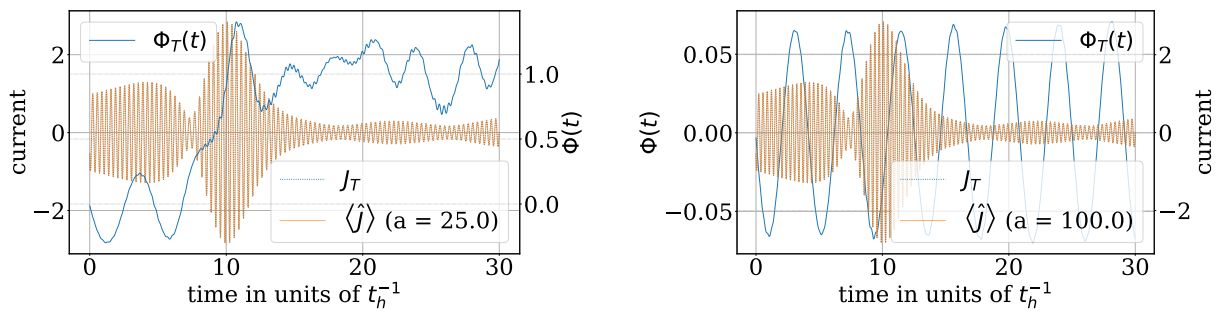 Φ_T(t)
2
0
−2
current
1.0
0.5
0.0
Φ(t)
J_T
⟨ĵ⟩ (a = 25.0)
0 10 20 30
time in units of t_h^{-1}
Φ_T(t)
0.05
0.00
−0.05
Φ(t)
2
0
−2
current
J_T
⟨ĵ⟩ (a = 100.0)
0 10 20 30
time in units of t_h^{-1}